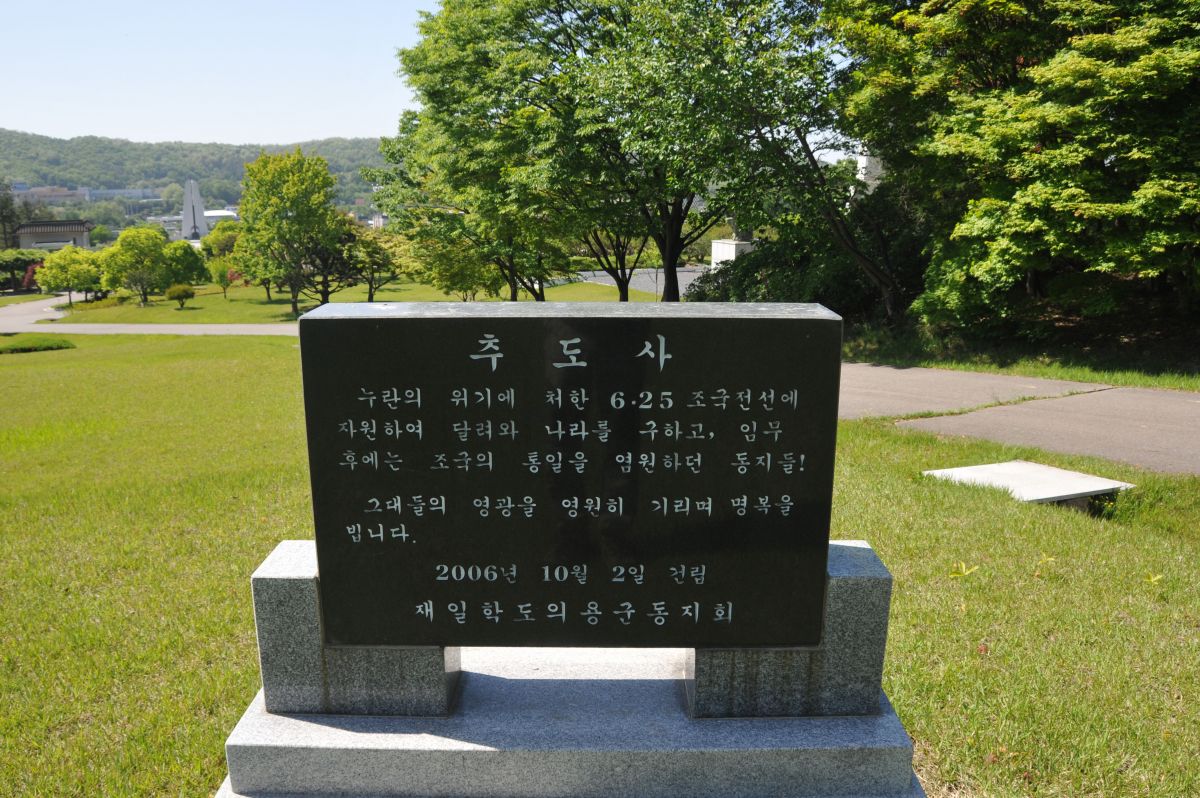 추도사
누란의 위기에 처한 6·25 조국전선에
자원하여 달려와 나라를 구하고, 임무
후에는 조국의 통일을 염원하던 동지들!
그대들의 영광을 영원히 기리며 명복을
빕니다.
2006년 10월 2일 건립
재일학도의용군동지회